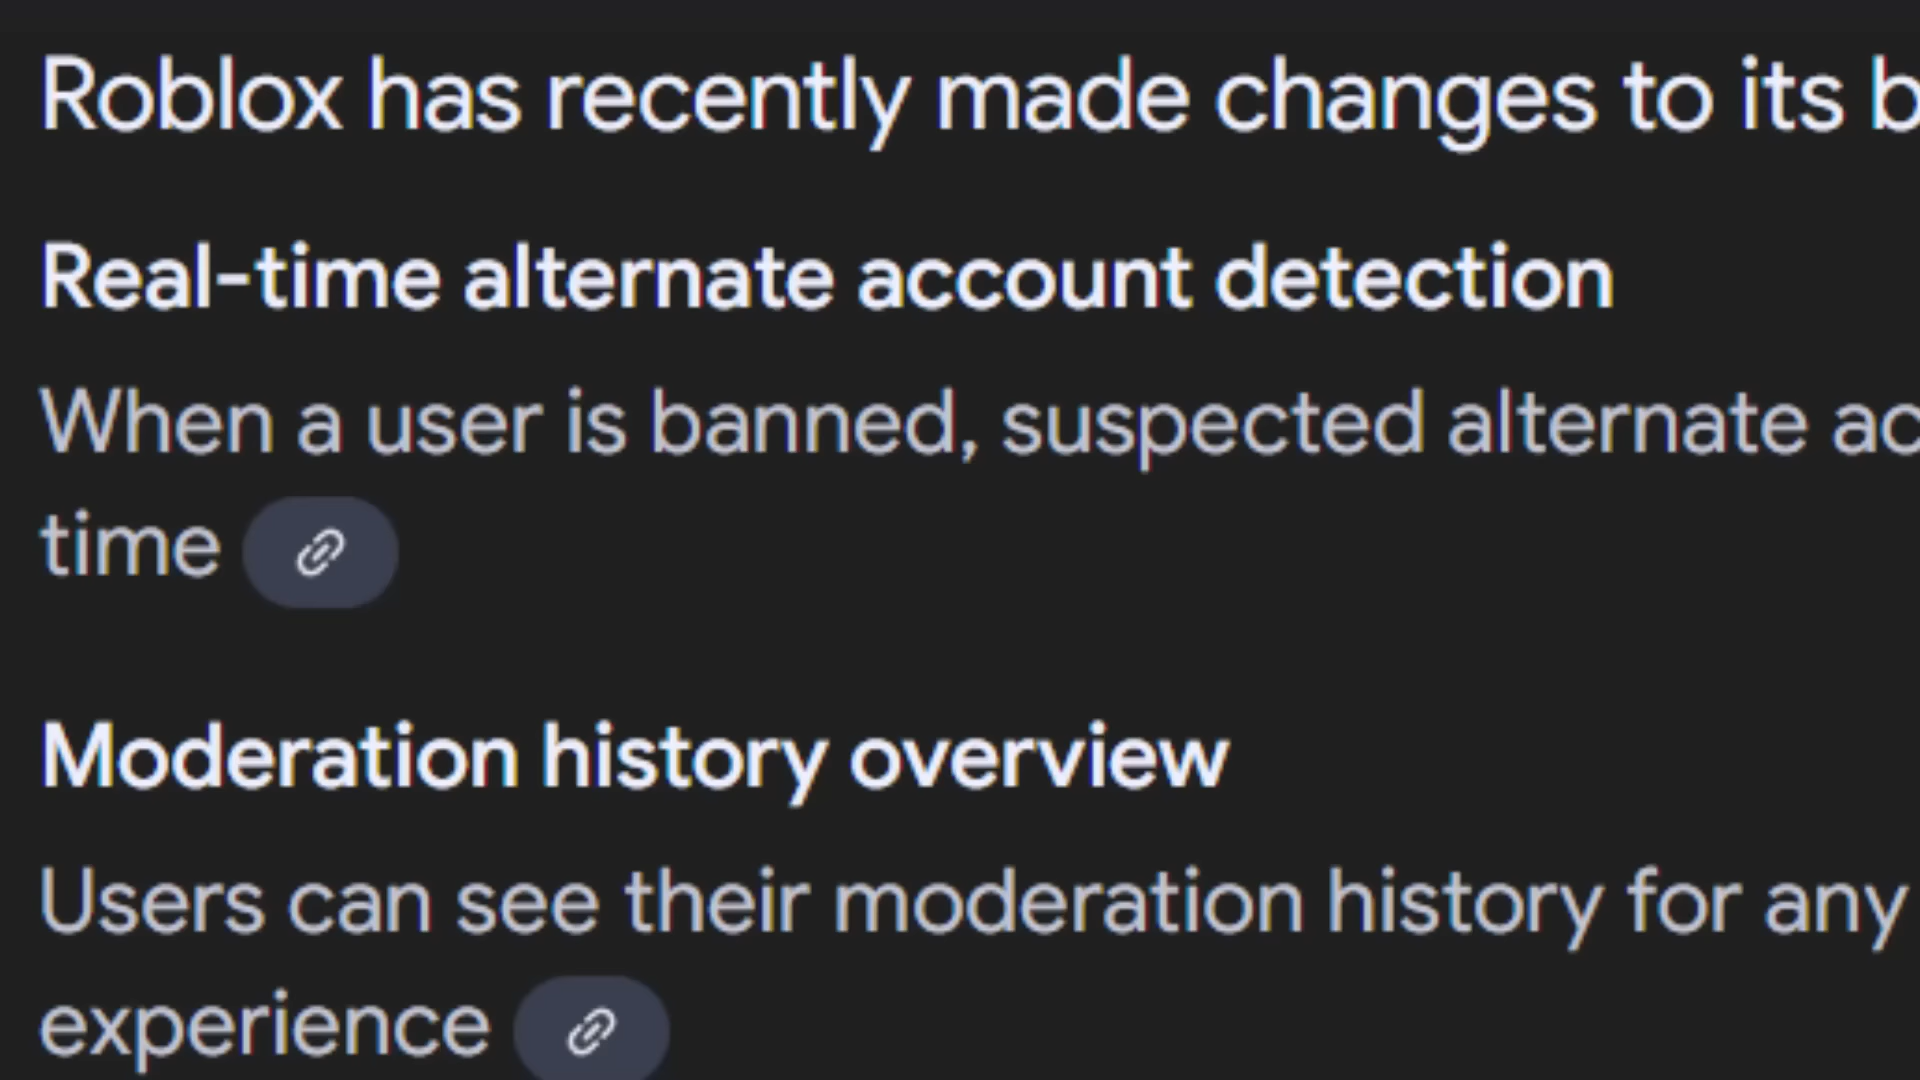 Roblox has recently made changes to its
Real-time alternate account detection
When a user is banned, suspected alternate
time
Moderation history overview
Users can see their moderation history for any
experience